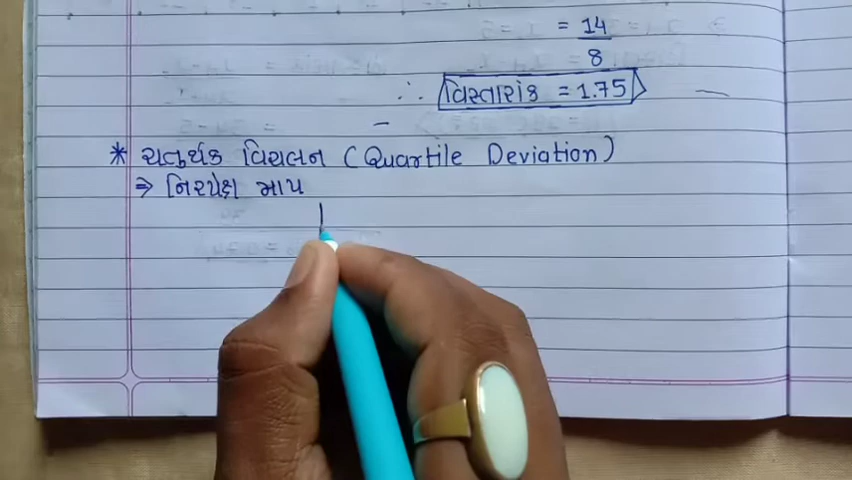 = 14
8
∴ વિસ્તારાંક = 1.75
* ચતુર્થક વિચલન (Quartile Deviation)
⇒ નિરપેક્ષ માપ